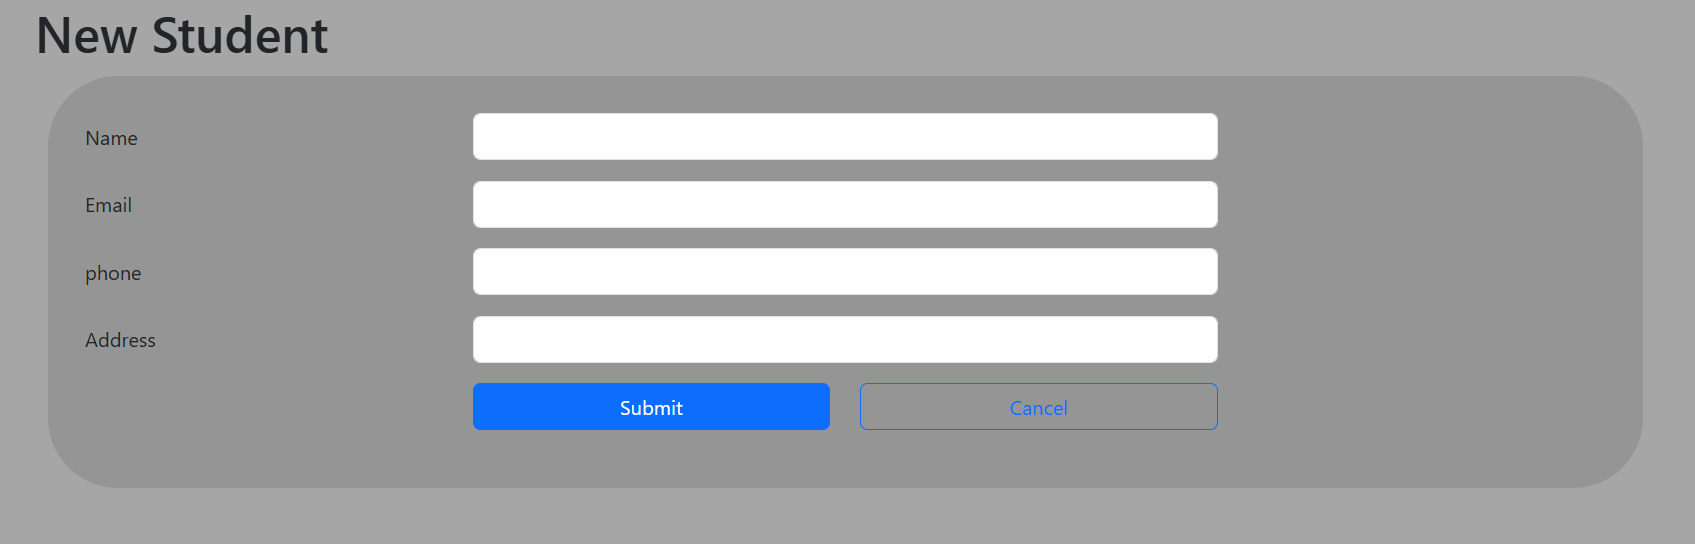 New Student
Name
Email
phone
Address
Submit
Cancel